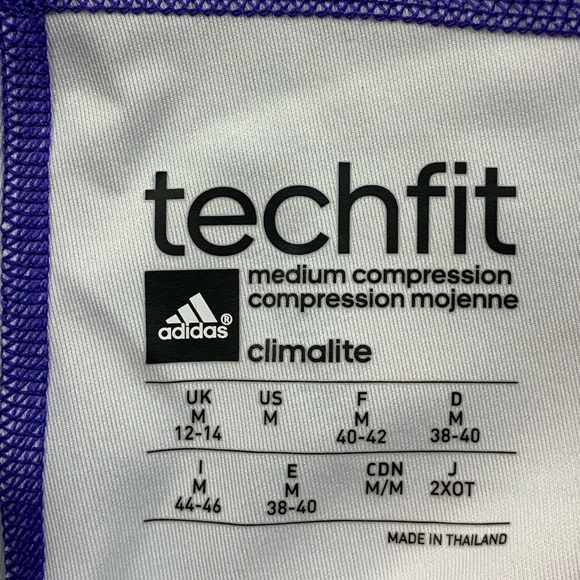 techfit
medium compression
compression mojenne
adidas®
climalite
UK US F D
M M M M
12-14 40-42 38-40
I E CDN J
M M M/M 2XOT
44-46 38-40
MADE IN THAILAND